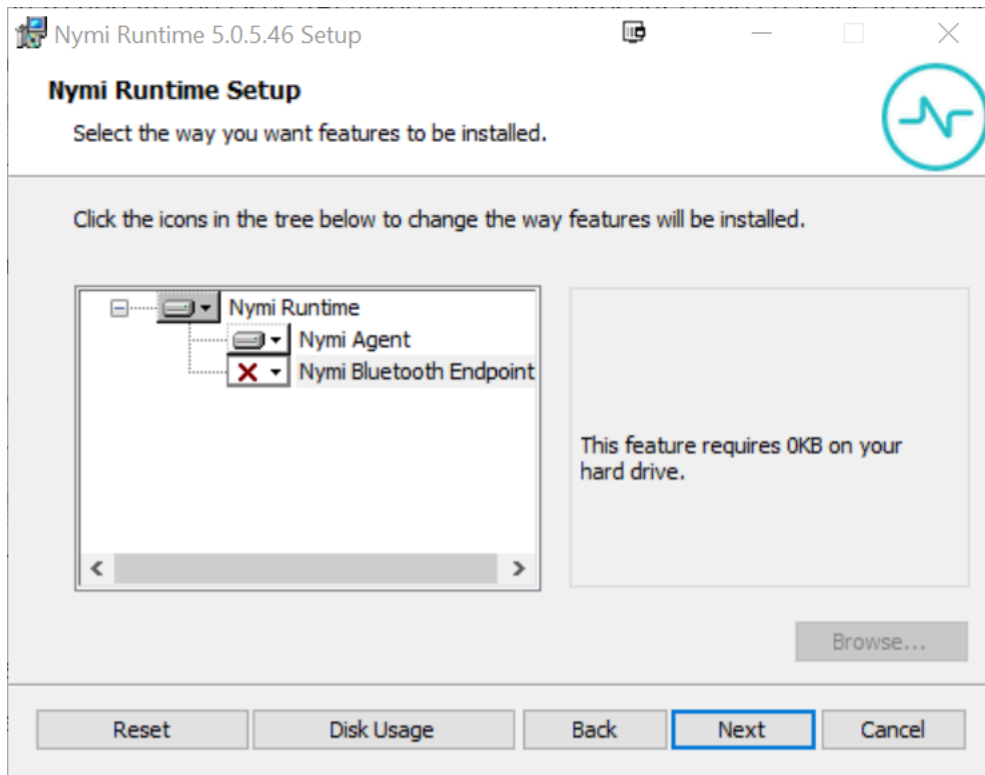 Nymi Runtime 5.0.5.46 Setup
Nymi Runtime Setup
Select the way you want features to be installed.
Click the icons in the tree below to change the way features will be installed.
Nymi Runtime
Nymi Agent
Nymi Bluetooth Endpoint
This feature requires 0KB on your
hard drive.
Browse...
Reset
Disk Usage
Back
Next
Cancel